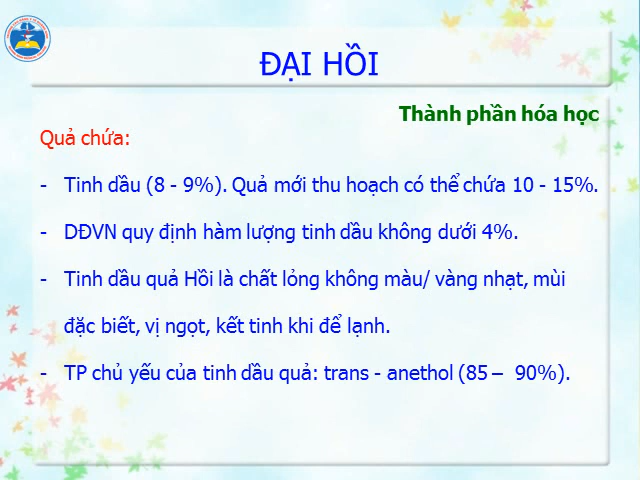 ĐẠI HỒI
Thành phần hóa học
Quả chứa:
- Tinh dầu (8 - 9%). Quả mới thu hoạch có thể chứa 10 - 15%.
- DĐVN quy định hàm lượng tinh dầu không dưới 4%.
- Tinh dầu quả Hồi là chất lỏng không màu/ vàng nhạt, mùi
đặc biết, vị ngọt, kết tinh khi để lạnh.
- TP chủ yếu của tinh dầu quả: trans - anethol (85 – 90%).